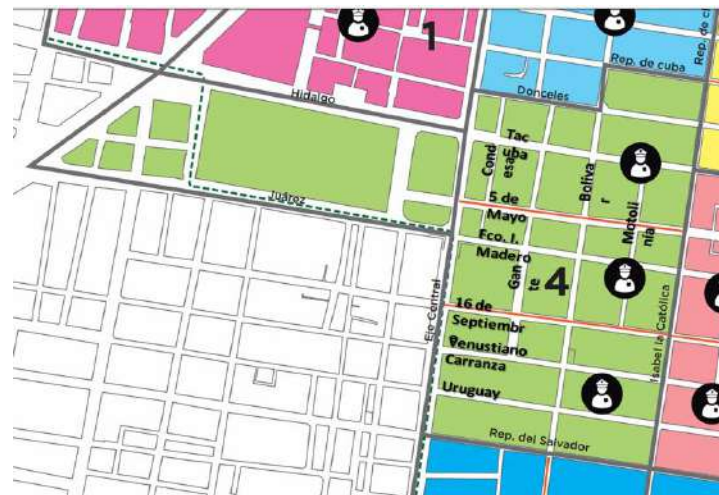 1
Rep. de cuba
Hidalgo
Donceles
Tac
uba
Cond
esa
Bolíva
r
Juárez
5 de
Mayo
Motoli
nía
Fco. I.
Madero
Gan
te
4
16 de
Septiembr
e
Venustiano
Carranza
Eje Central
Isabel la Católica
Uruguay
Rep. del Salvador